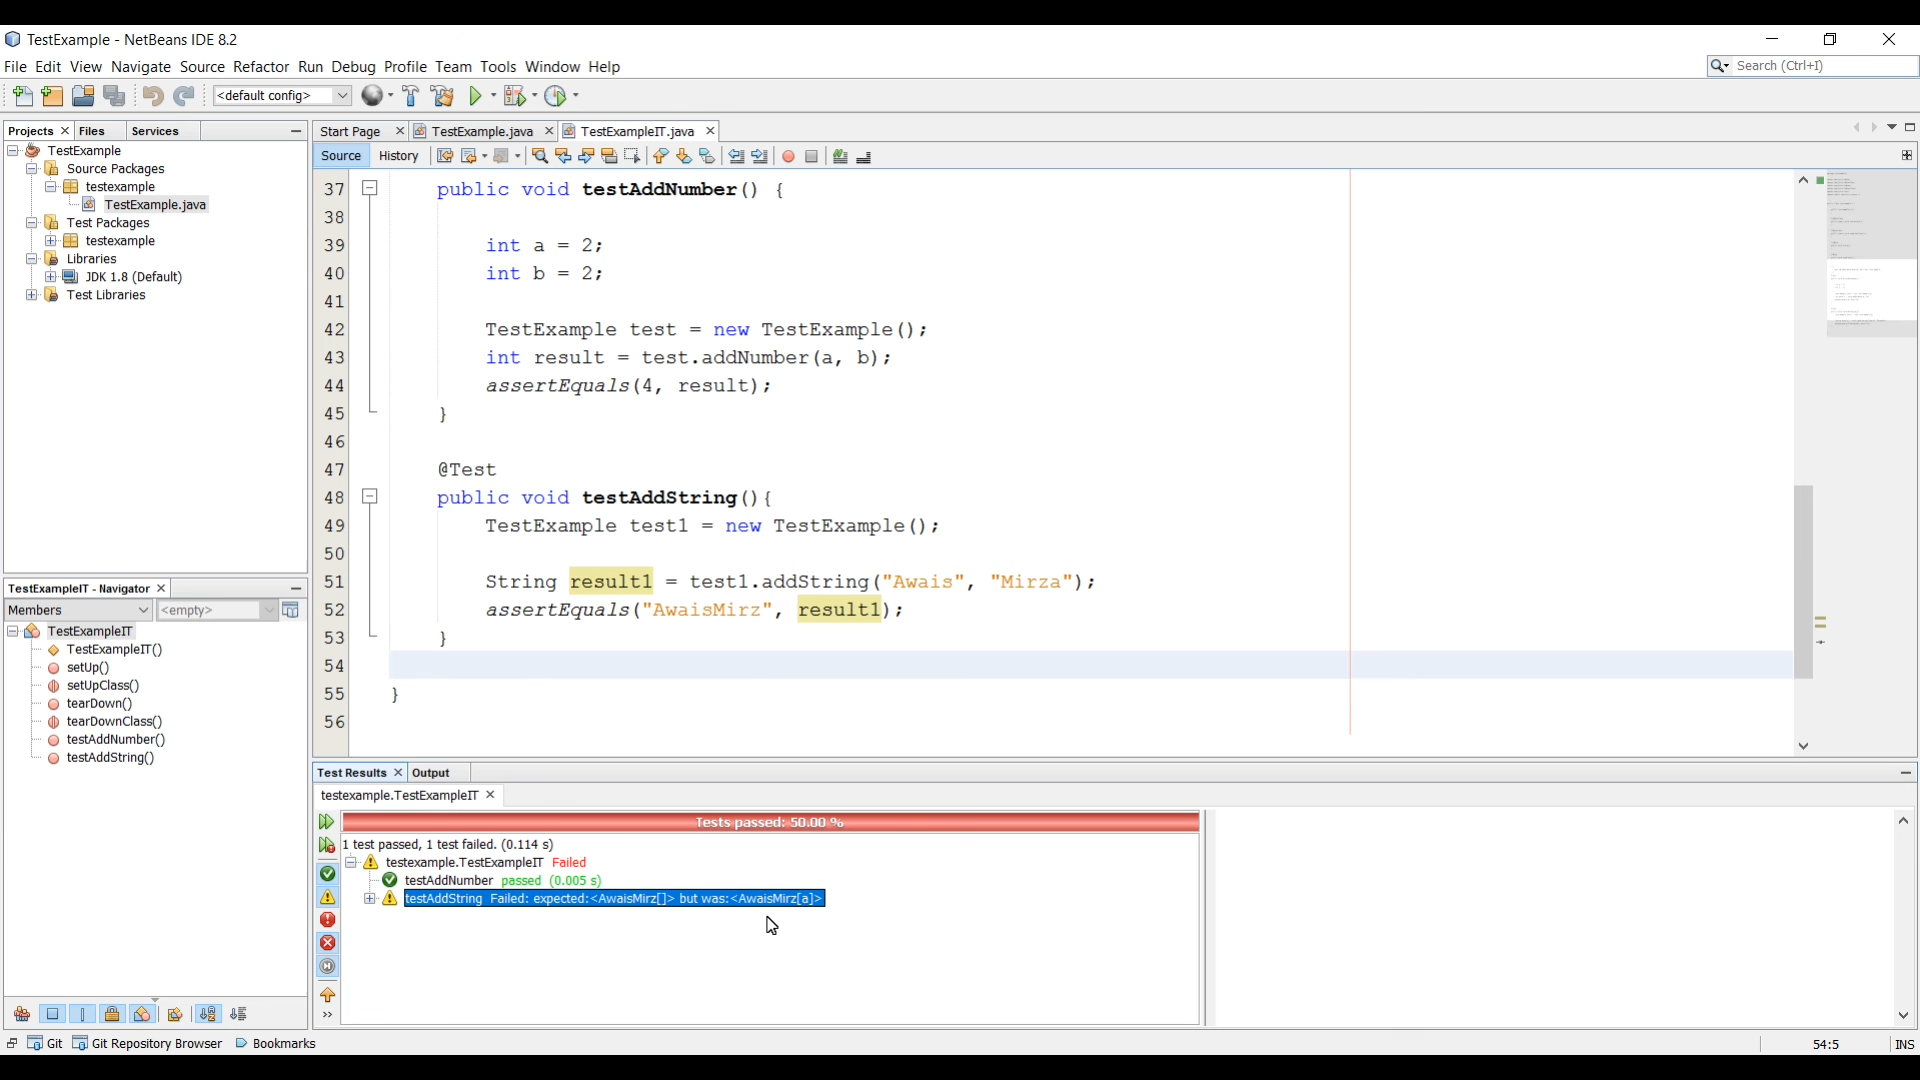 TestExample - NetBeans IDE 8.2
File Edit View Navigate Source Refactor Run Debug Profile Team Tools Window Help
Search (Ctrl+I)
<default config>
Projects Files Services
TestExample
Source Packages
testexample
TestExample.java
Test Packages
testexample
Libraries
JDK 1.8 (Default)
Test Libraries
Start Page TestExample.java TestExampleIT.java
Source History
37 public void testAddNumber() {
38
39 int a = 2;
40 int b = 2;
41
42 TestExample test = new TestExample();
43 int result = test.addNumber(a, b);
44 assertEquals(4, result);
45 }
46
47 @Test
48 public void testAddString(){
49 TestExample test1 = new TestExample();
50
51 String result1 = test1.addString("Awais", "Mirza");
52 assertEquals("AwaisMirz", result1);
53 }
54
55 }
56
TestExampleIT - Navigator
Members <empty>
TestExampleIT
TestExampleIT()
setUp()
setUpClass()
tearDown()
tearDownClass()
testAddNumber()
testAddString()
Test Results Output
testexample.TestExampleIT
Tests passed: 50.00 %
1 test passed, 1 test failed. (0.114 s)
testexample.TestExampleIT Failed
testAddNumber passed (0.005 s)
testAddString Failed: expected:<AwaisMirz[]> but was:<AwaisMirz[a]>
Git Git Repository Browser Bookmarks
54:5 INS